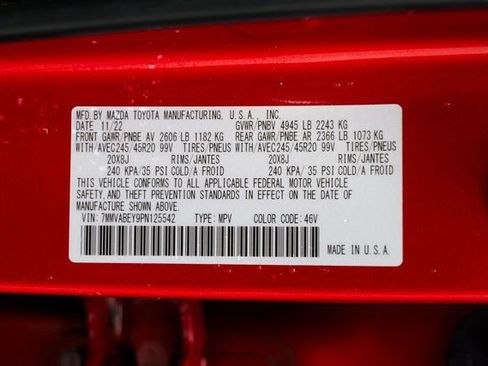 MFD. BY MAZDA TOYOTA MANUFACTURING, U.S.A., INC.
DATE 11/22 GVWR/PNBV 4945 LB 2243 KG
FRONT GAWR/PNBE AV 2606 LB 1182 KG REAR GAWR/PNBE AR 2366 LB 1073 KG
WITH/AVEC245/45R20 99V TIRES/PNEUS WITH/AVEC245/45R20 99V TIRES/PNEUS
20X8J RIMS/JANTES 20X8J RIMS/JANTES
240 KPA/ 35 PSI COLD/A FROID 240 KPA/ 35 PSI COLD/A FROID
THIS VEHICLE CONFORMS TO ALL APPLICABLE FEDERAL MOTOR VEHICLE
SAFETY, AND THEFT PREVENTION STANDARDS IN EFFECT ON THE DATE OF
MANUFACTURE SHOWN ABOVE.
VIN: 7MMVABEY9PN125542 TYPE: MPV COLOR CODE: 46V
MADE IN U.S.A.